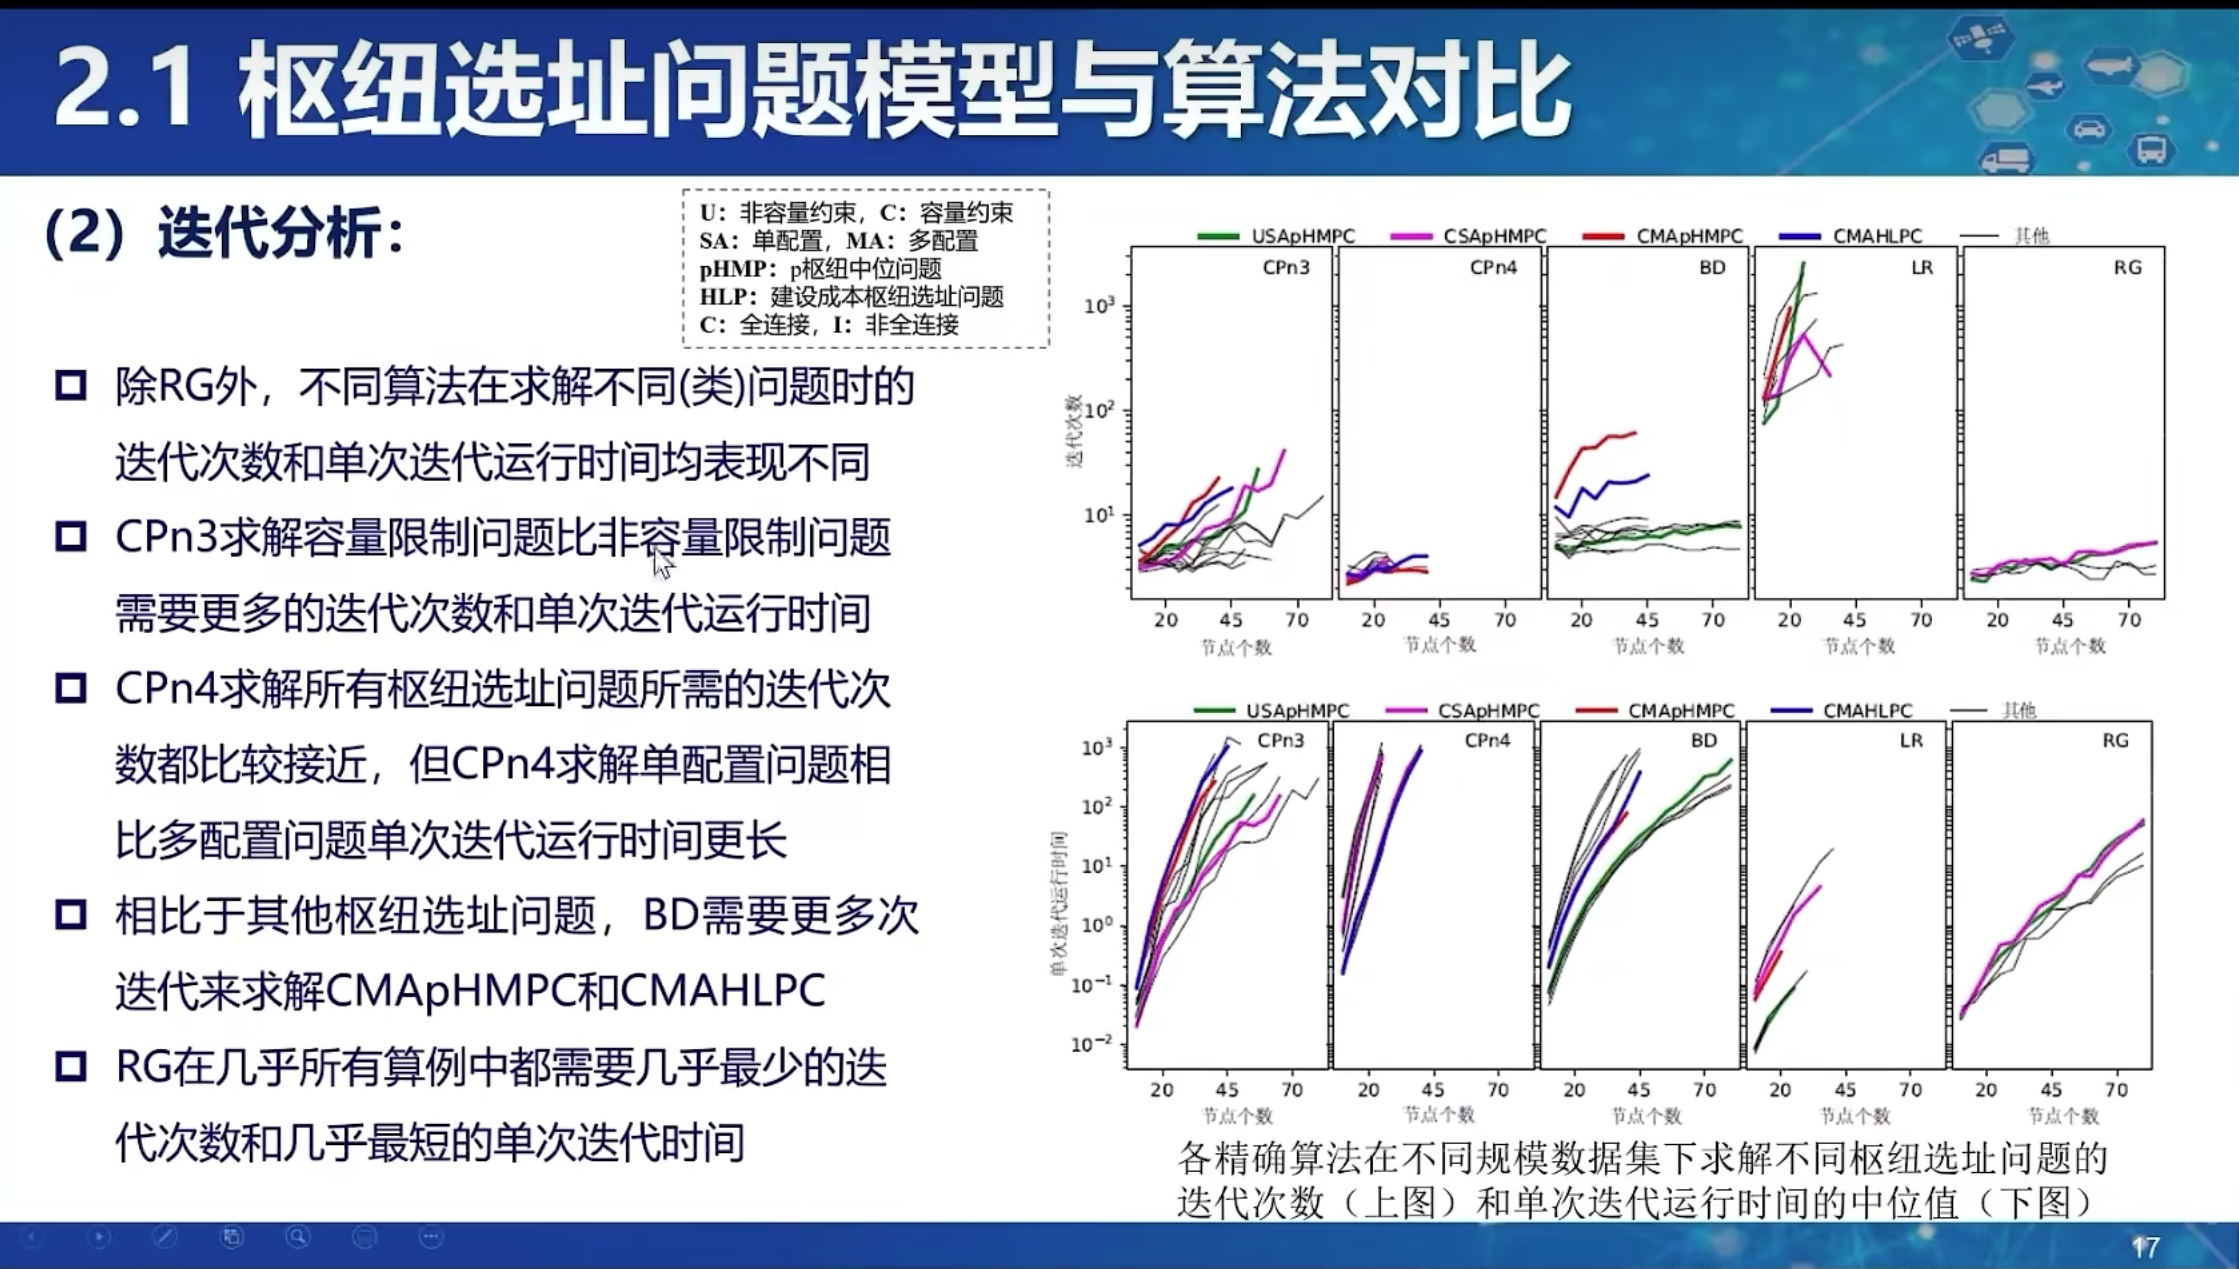 2.1 枢纽选址问题模型与算法对比
(2) 迭代分析：
U：非容量约束，C：容量约束
SA：单配置，MA：多配置
pHMP：p枢纽中位问题
HLP：建设成本枢纽选址问题
C：全连接，I：非全连接
除RG外，不同算法在求解不同(类)问题时的
迭代次数和单次迭代运行时间均表现不同
CPn3求解容量限制问题比非容量限制问题
需要更多的迭代次数和单次迭代运行时间
CPn4求解所有枢纽选址问题所需的迭代次
数都比较接近，但CPn4求解单配置问题相
比多配置问题单次迭代运行时间更长
相比于其他枢纽选址问题，BD需要更多次
迭代来求解CMApHMPC和CMAHLPC
RG在几乎所有算例中都需要几乎最少的迭
代次数和几乎最短的单次迭代时间
USApHMPC CSApHMPC CMApHMPC CMAHLPC 其他
CPn3 CPn4 BD LR RG
迭代次数
10³
10²
10¹
20 45 70 20 45 70 20 45 70 20 45 70 20 45 70
节点个数 节点个数 节点个数 节点个数 节点个数
USApHMPC CSApHMPC CMApHMPC CMAHLPC 其他
CPn3 CPn4 BD LR RG
单次迭代运行时间
10³
10²
10¹
10⁰
10⁻¹
10⁻²
20 45 70 20 45 70 20 45 70 20 45 70 20 45 70
节点个数 节点个数 节点个数 节点个数 节点个数
各精确算法在不同规模数据集下求解不同枢纽选址问题的
迭代次数（上图）和单次迭代运行时间的中位值（下图）
17